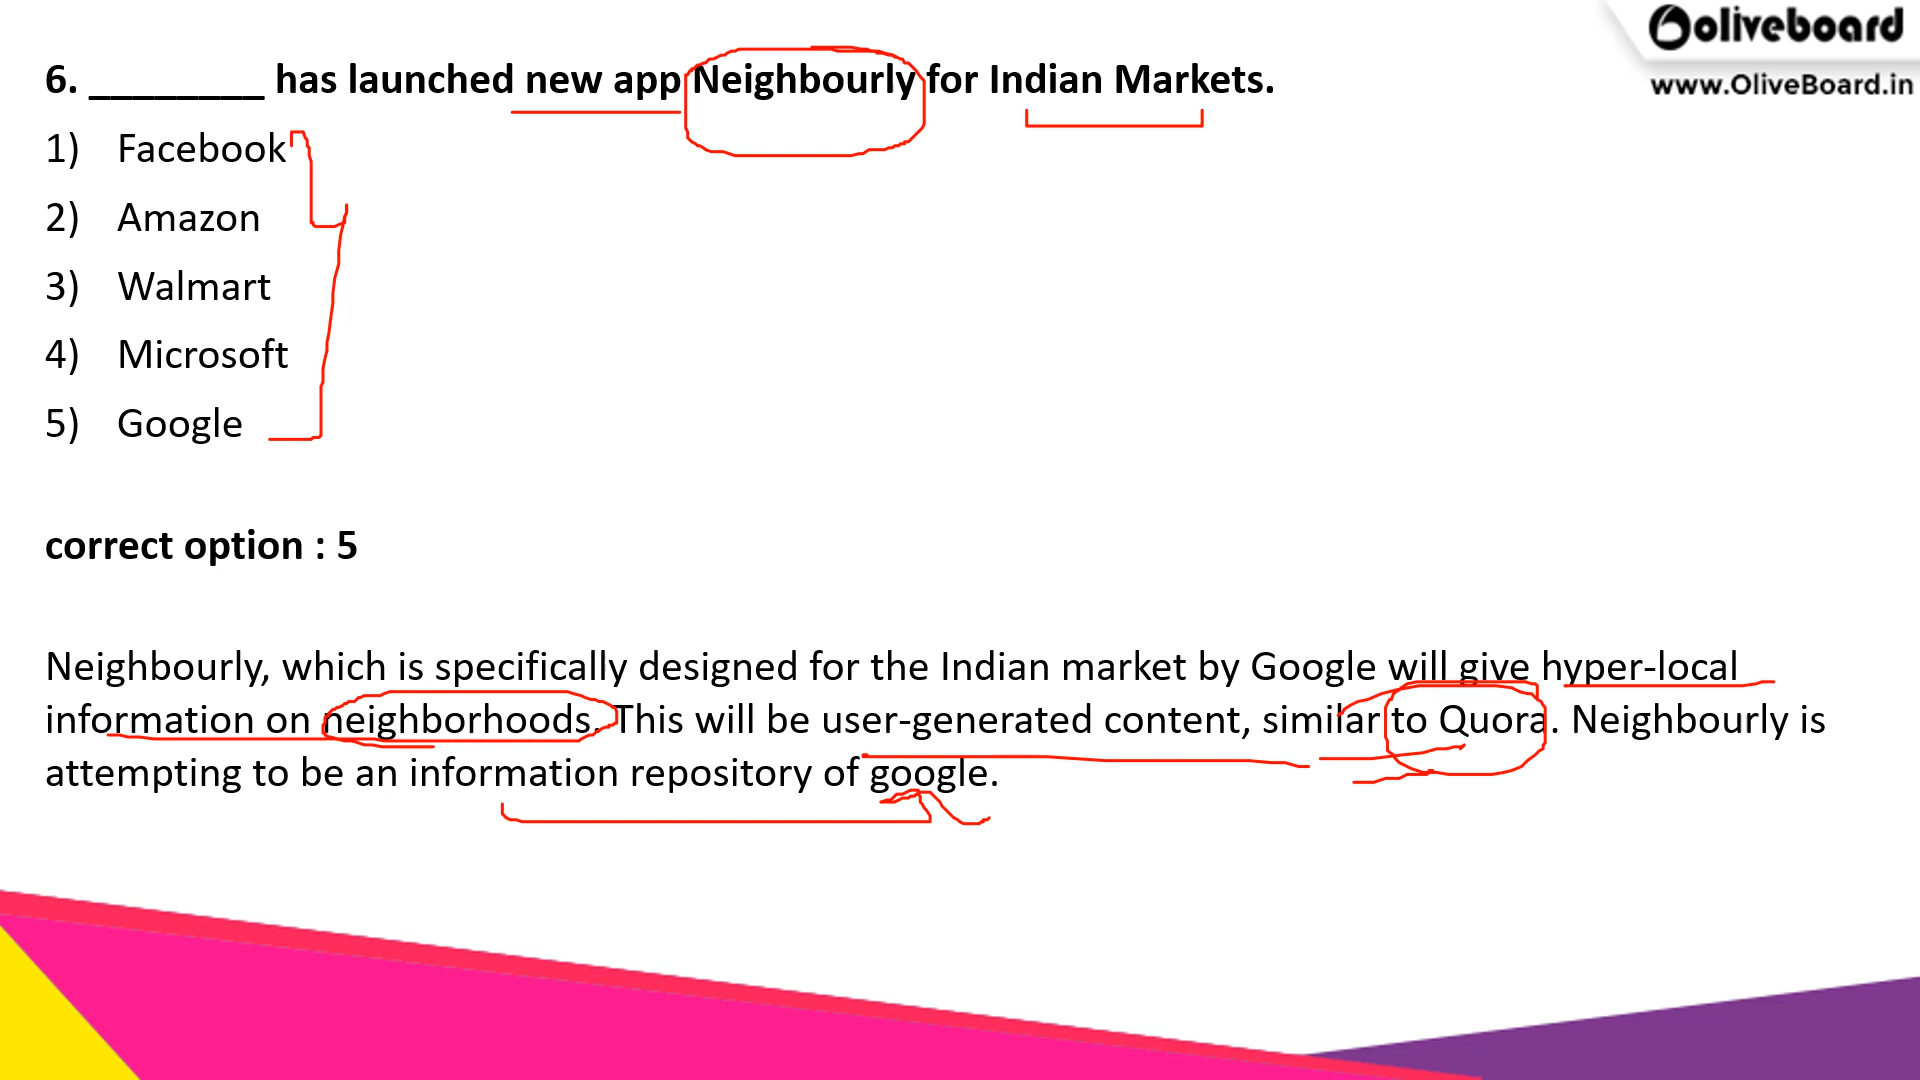 oliveboard
www.OliveBoard.in
6. ________ has launched new app Neighbourly for Indian Markets.
1) Facebook
2) Amazon
3) Walmart
4) Microsoft
5) Google
correct option : 5
Neighbourly, which is specifically designed for the Indian market by Google will give hyper-local
information on neighborhoods. This will be user-generated content, similar to Quora. Neighbourly is
attempting to be an information repository of google.